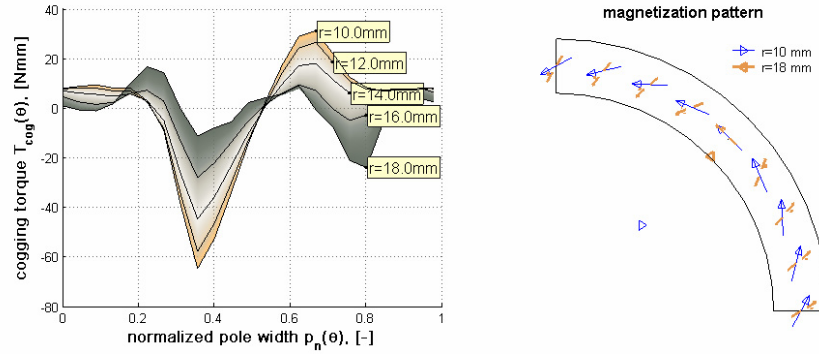 40
20
0
-20
-40
-60
-80
cogging torque T_cog(θ), [Nmm]
r=10.0mm
r=12.0mm
r=14.0mm
r=16.0mm
r=18.0mm
0 0.2 0.4 0.6 0.8 1
normalized pole width p_n(θ), [-]
magnetization pattern
r=10 mm
r=18 mm